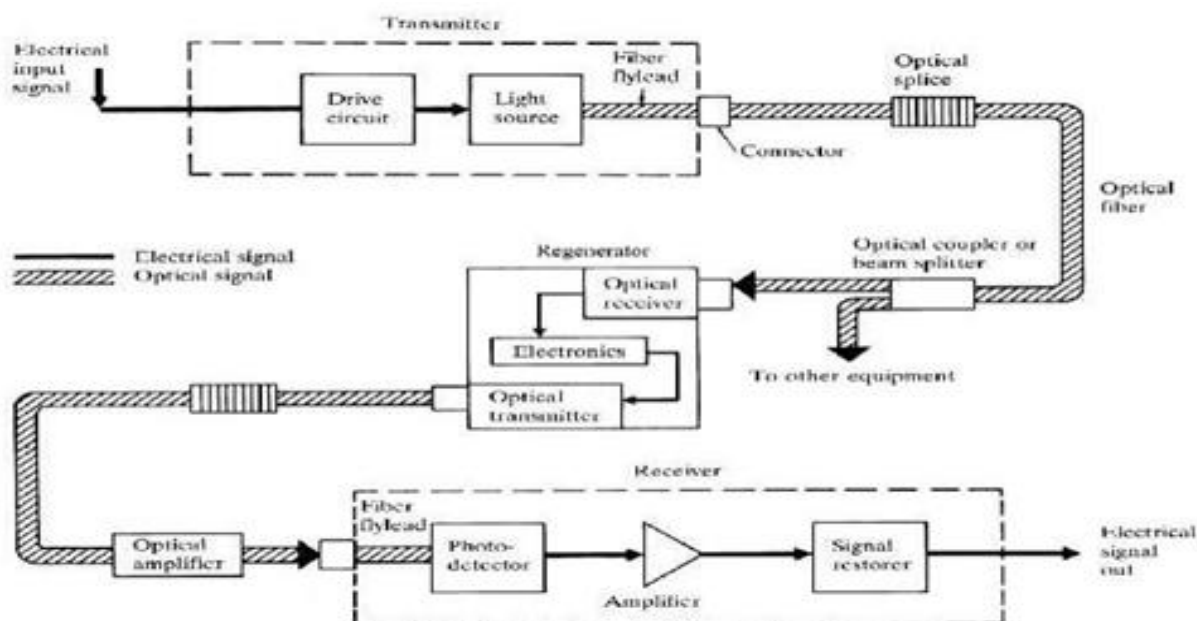 Transmitter
Electrical
input
signal
Drive
circuit
Light
source
Fiber
flylead
Connector
Optical
splice
Optical
fiber
Electrical signal
Optical signal
Regenerator
Optical
receiver
Electronics
Optical
transmitter
Optical coupler or
beam splitter
To other equipment
Optical
amplifier
Receiver
Fiber
flylead
Photo-
detector
Amplifier
Signal
restorer
Electrical
signal
out